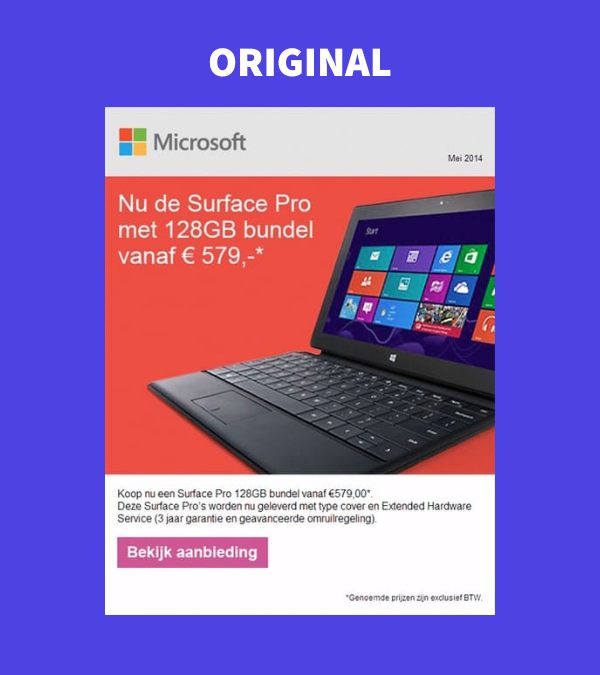 ORIGINAL
Microsoft
Mei 2014
Nu de Surface Pro
met 128GB bundel
vanaf € 579,-*
Start
Koop nu een Surface Pro 128GB bundel vanaf €579,00*.
Deze Surface Pro's worden nu geleverd met type cover en Extended Hardware
Service (3 jaar garantie en geavanceerde omruilregeling).
Bekijk aanbieding
*Genoemde prijzen zijn exclusief BTW.